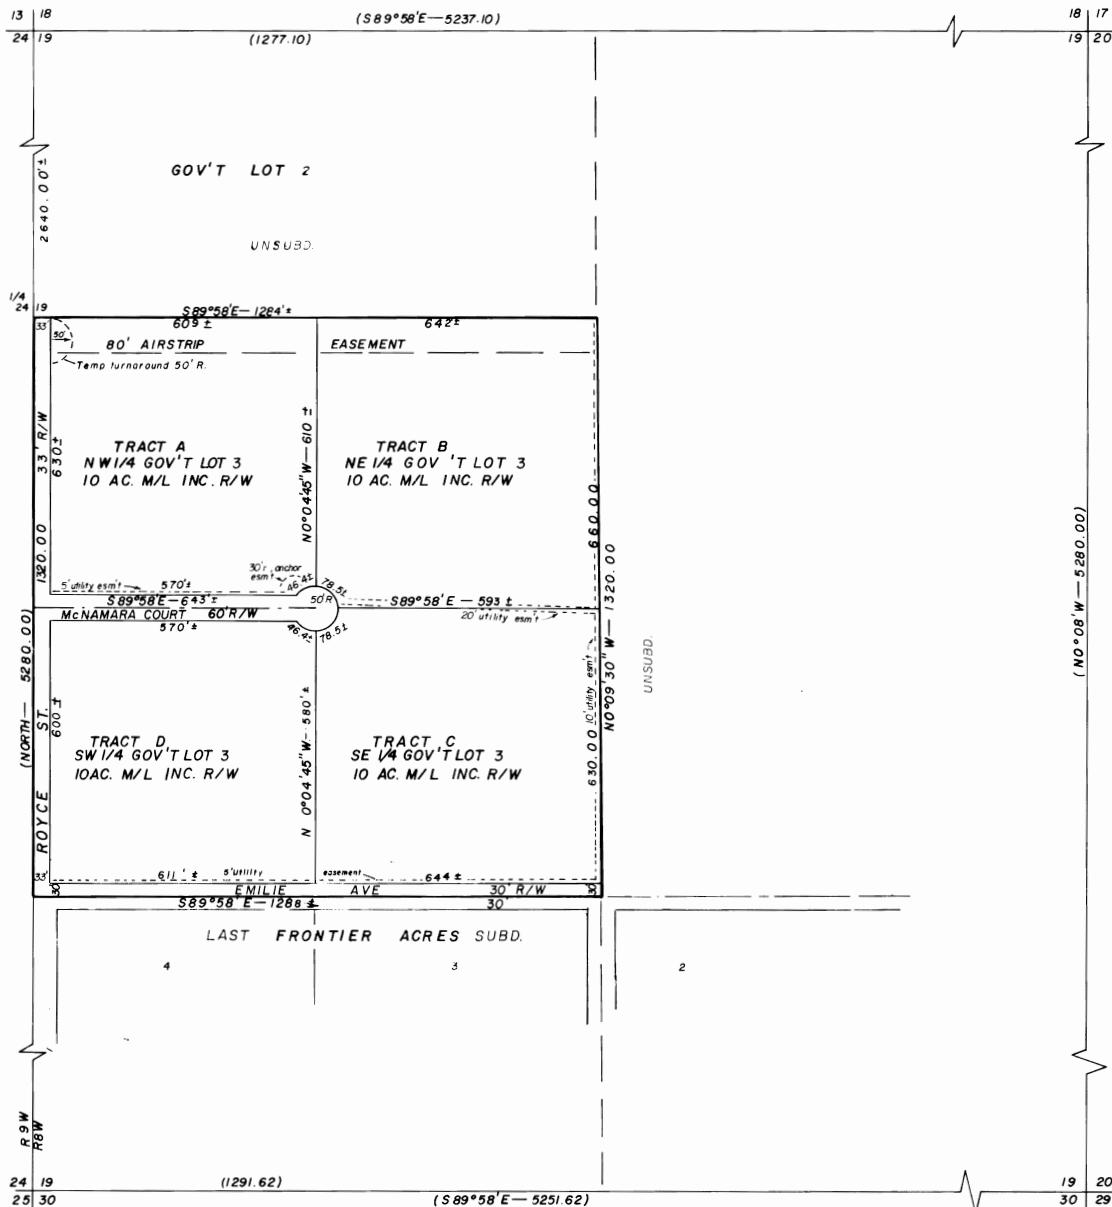 13 18
(S89°58'E—5237.10)
18 17
24 19
(1277.10)
19 20
2640.00'±
GOV'T LOT 2
UNSUBD.
1/4
24 19
S89°58'E—1284'±
33'
609±
642±
50'
80' AIRSTRIP EASEMENT
Temp turnaround 50' R.
33' R/W
630±
N0°04'45"W—610±
TRACT A
NW1/4 GOV'T LOT 3
10 AC. M/L INC. R/W
TRACT B
NE 1/4 GOV'T LOT 3
10 AC. M/L INC. R/W
660.00
1320.00
N0°09'30"W—1320.00
(N0°08'W—5280.00)
30'r. anchor
esm't
5' utility esm't
570'±
46.4±
78.5±
50'R
S89°58'E—643'±
S89°58'E—593±
McNAMARA COURT 60'R/W
20' utility esm't
570'±
46.4±
78.5±
UNSUBD.
(NORTH—5280.00)
ROYCE ST.
600±
N 0°04'45"W—580'±
10' utility esm't
630.00
TRACT D
SW 1/4 GOV'T LOT 3
10AC. M/L INC. R/W
TRACT C
SE 1/4 GOV'T LOT 3
10 AC. M/L INC. R/W
33'
611'± 5'utility easement 644±
30'
EMILIE AVE 30' R/W
30
S89°58'E—1288±
30'
LAST FRONTIER ACRES SUBD.
4
3
2
R9W
R8W
24 19
(1291.62)
19 20
25 30
(S89°58'E—5251.62)
30 29